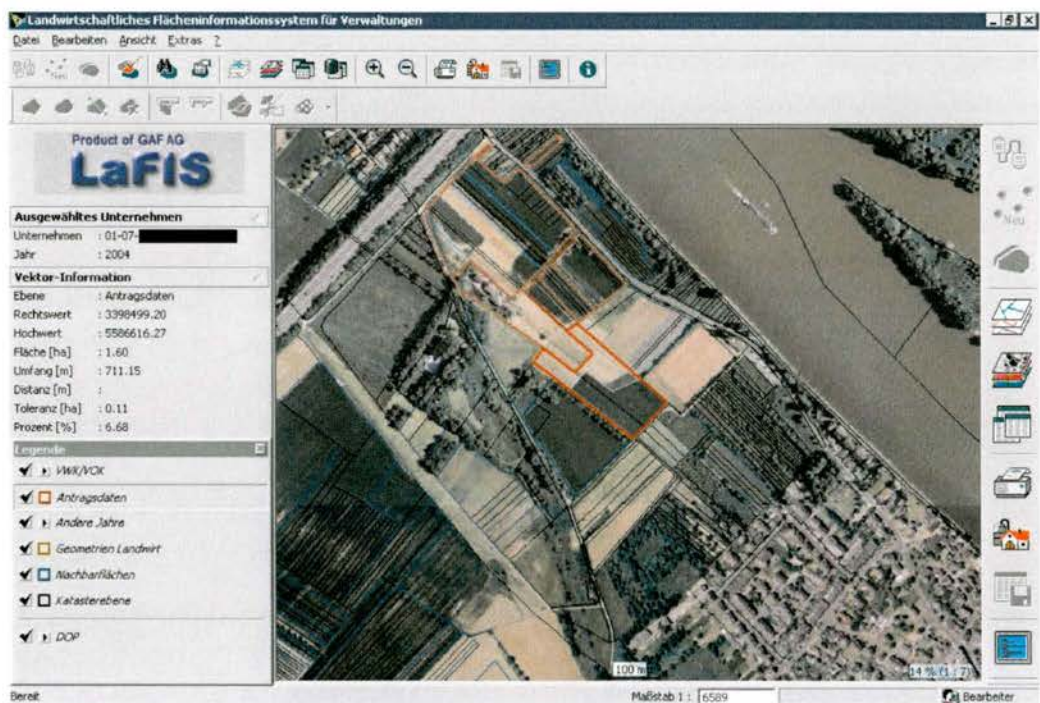 Landwirtschaftliches Flächeninformationssystem für Verwaltungen
Datei Bearbeiten Ansicht Extras ?
Product of GAF AG
LaFIS
Ausgewähltes Unternehmen
Unternehmen : 01-07-
Jahr : 2004
Vektor-Information
Ebene : Antragsdaten
Rechtswert : 3398499.20
Hochwert : 5586616.27
Fläche [ha] : 1.60
Umfang [m] : 711.15
Distanz [m] :
Toleranz [ha] : 0.11
Prozent [%] : 6.68
Legende
VWK/VOK
Antragsdaten
Andere Jahre
Geometrien Landwirt
Nachbarflächen
Katasterebene
DOP
Neu
100 m
14 % (1 : 7)
Bereit
Maßstab 1 : 6589
Bearbeiter